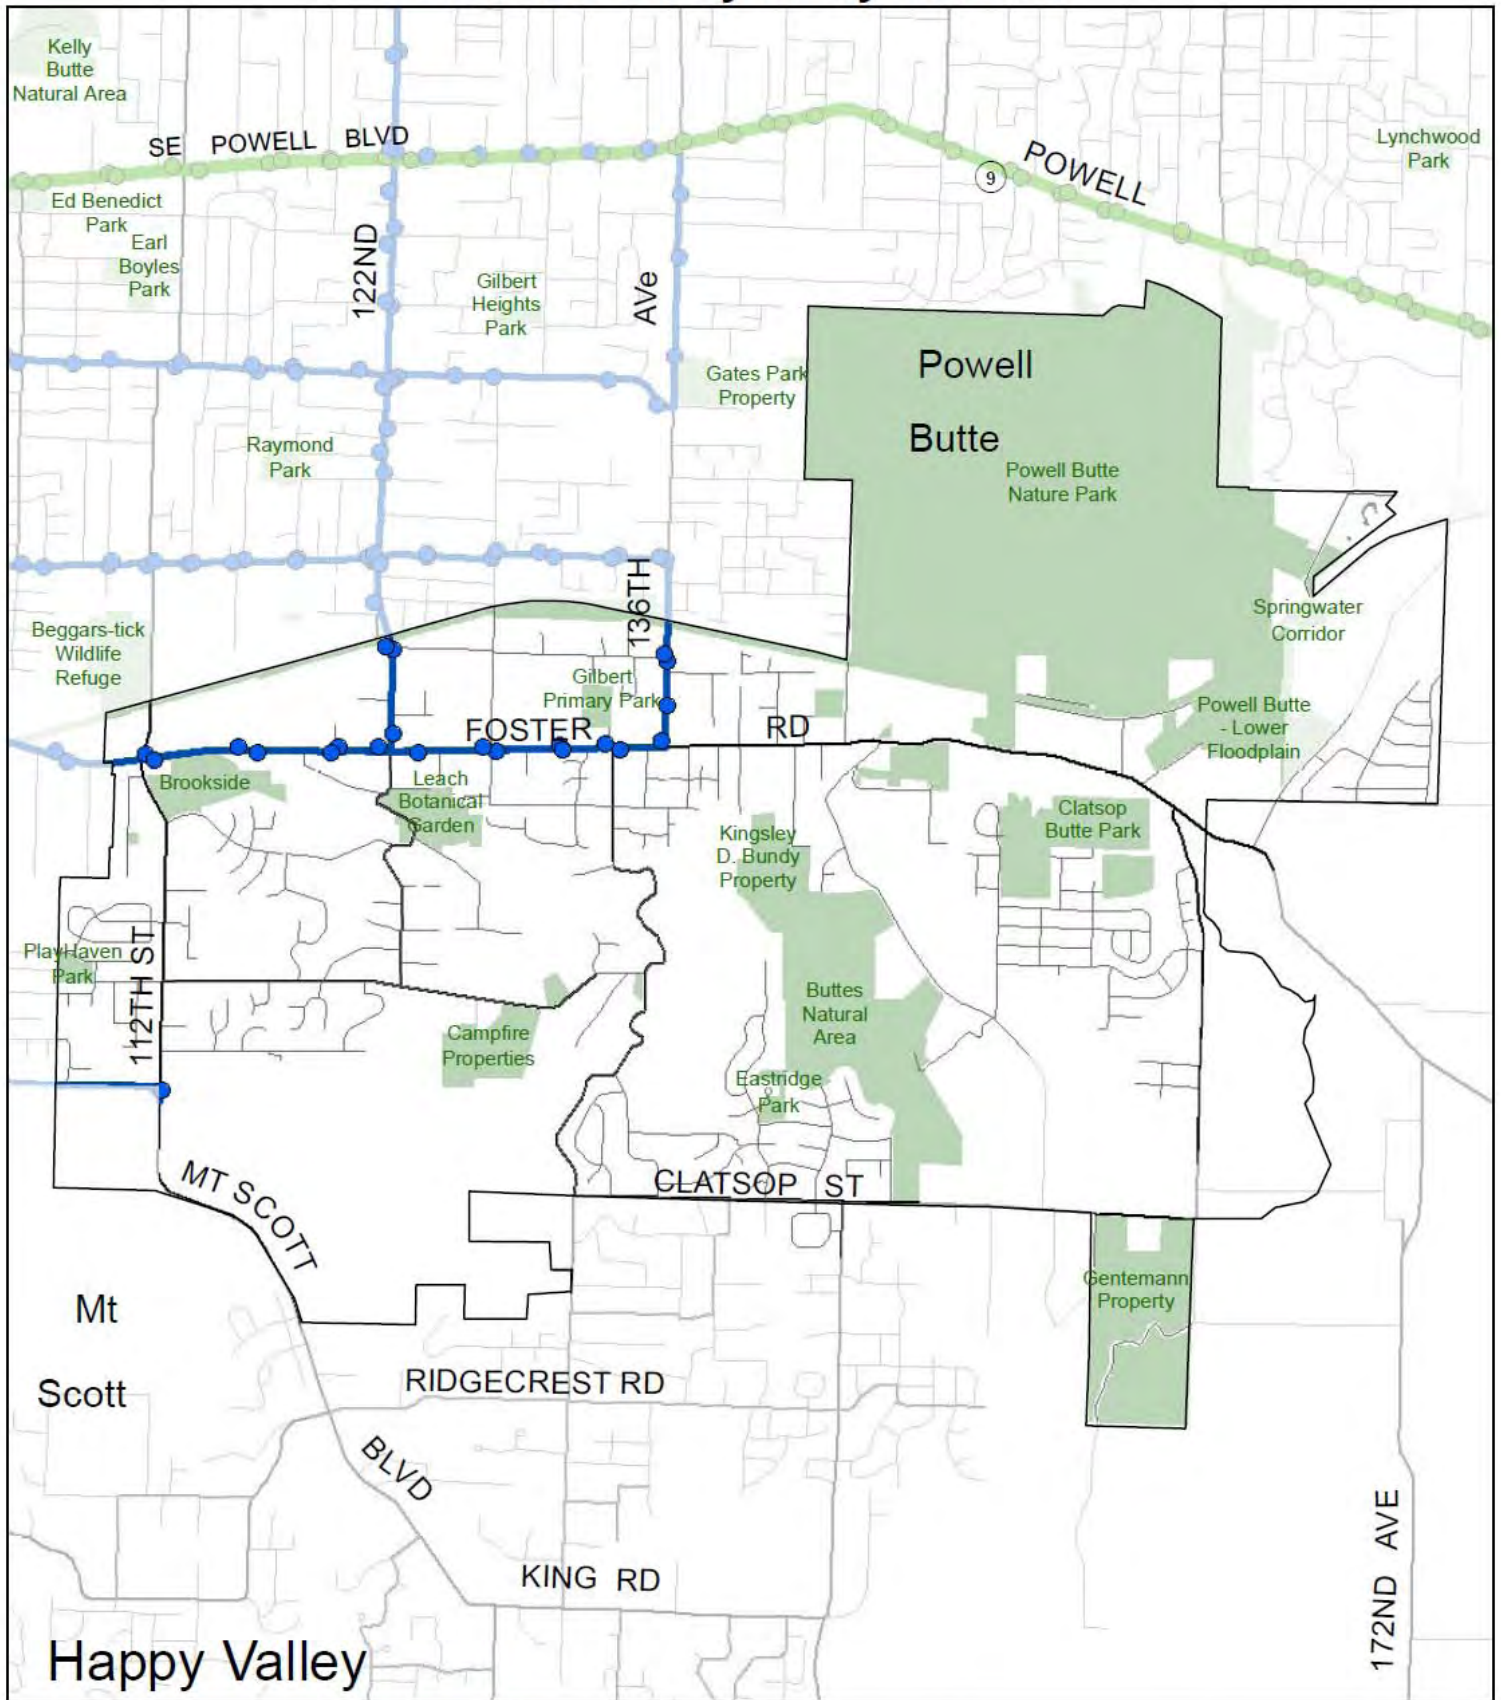 Kelly
Butte
Natural Area
SE POWELL BLVD
Lynchwood
Park
POWELL
9
Ed Benedict
Park
Earl
Boyles
Park
122ND
Gilbert
Heights
Park
AVe
Gates Park
Property
Powell
Butte
Powell Butte
Nature Park
Raymond
Park
136TH
Springwater
Corridor
Beggars-tick
Wildlife
Refuge
Gilbert
Primary Park
Powell Butte
- Lower
Floodplain
FOSTER RD
Brookside
Leach
Botanical
Garden
Clatsop
Butte Park
Kingsley
D. Bundy
Property
PlayHaven
Park
112TH ST
Buttes
Natural
Area
Campfire
Properties
Eastridge
Park
CLATSOP ST
MT SCOTT
Gentemann
Property
Mt
Scott
RIDGECREST RD
BLVD
KING RD
172ND AVE
Happy Valley